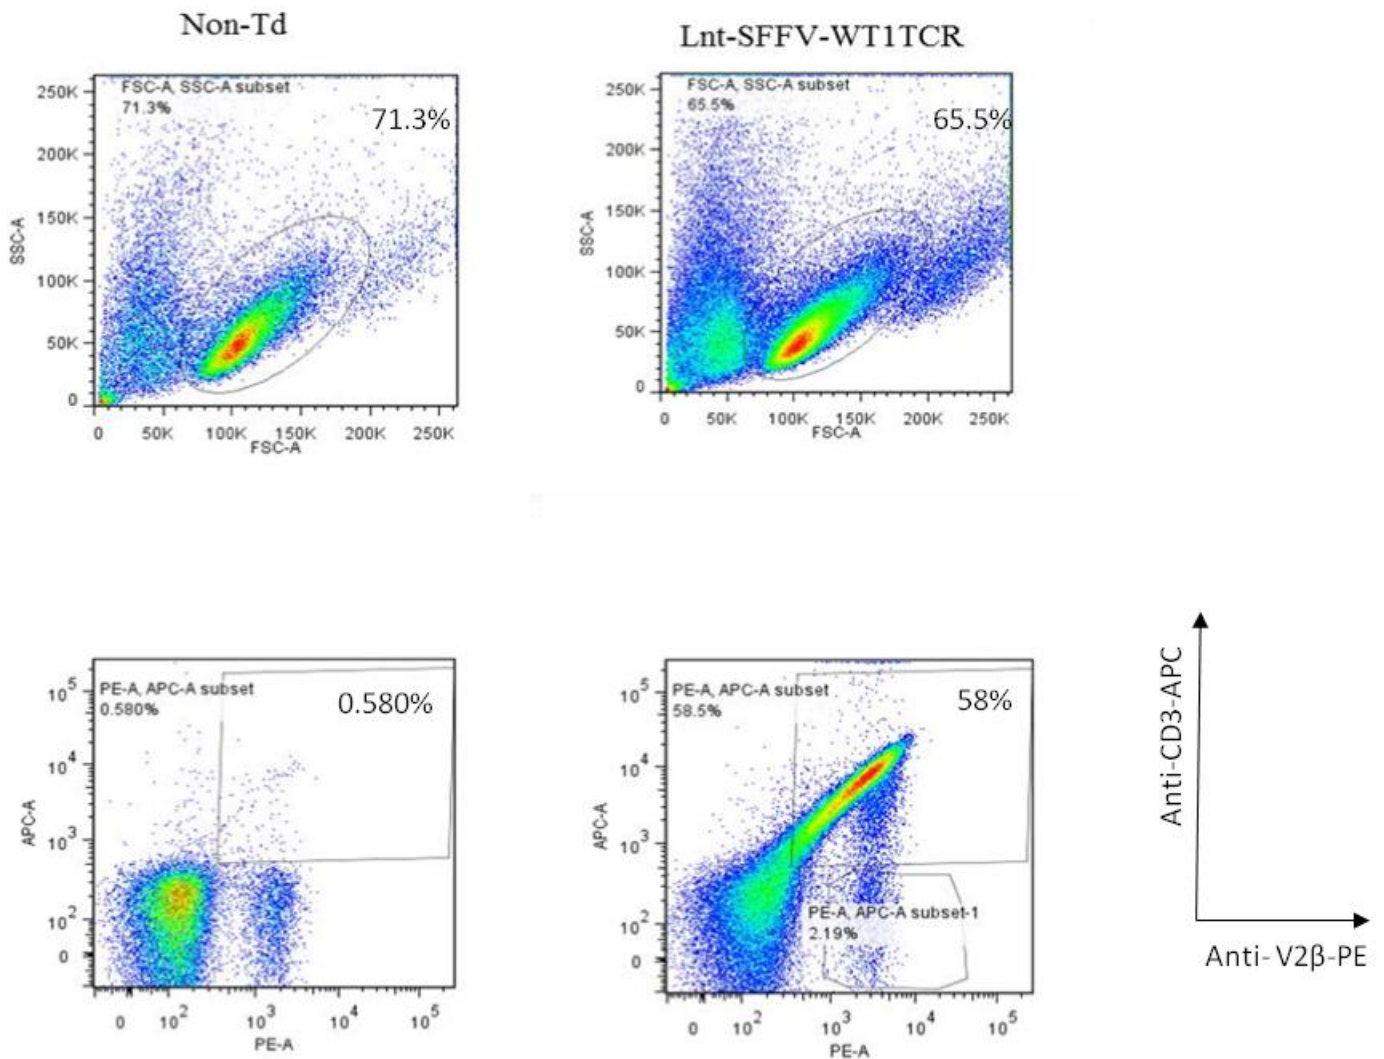 Non-Td
Lnt-SFFV-WT1TCR
FSC-A, SSC-A subset
71.3%
71.3%
250K
200K
150K
100K
50K
0
SSC-A
0 50K 100K 150K 200K 250K
FSC-A
FSC-A, SSC-A subset
65.5%
65.5%
250K
200K
150K
100K
50K
0
SSC-A
0 50K 100K 150K 200K 250K
FSC-A
PE-A, APC-A subset
0.580%
0.580%
10^5
10^4
10^3
10^2
0
APC-A
0 10^2 10^3 10^4 10^5
PE-A
PE-A, APC-A subset
58.5%
58%
10^5
10^4
10^3
10^2
0
APC-A
PE-A, APC-A subset-1
2.19%
0 10^2 10^3 10^4 10^5
PE-A
Anti-CD3-APC
Anti- V2β-PE